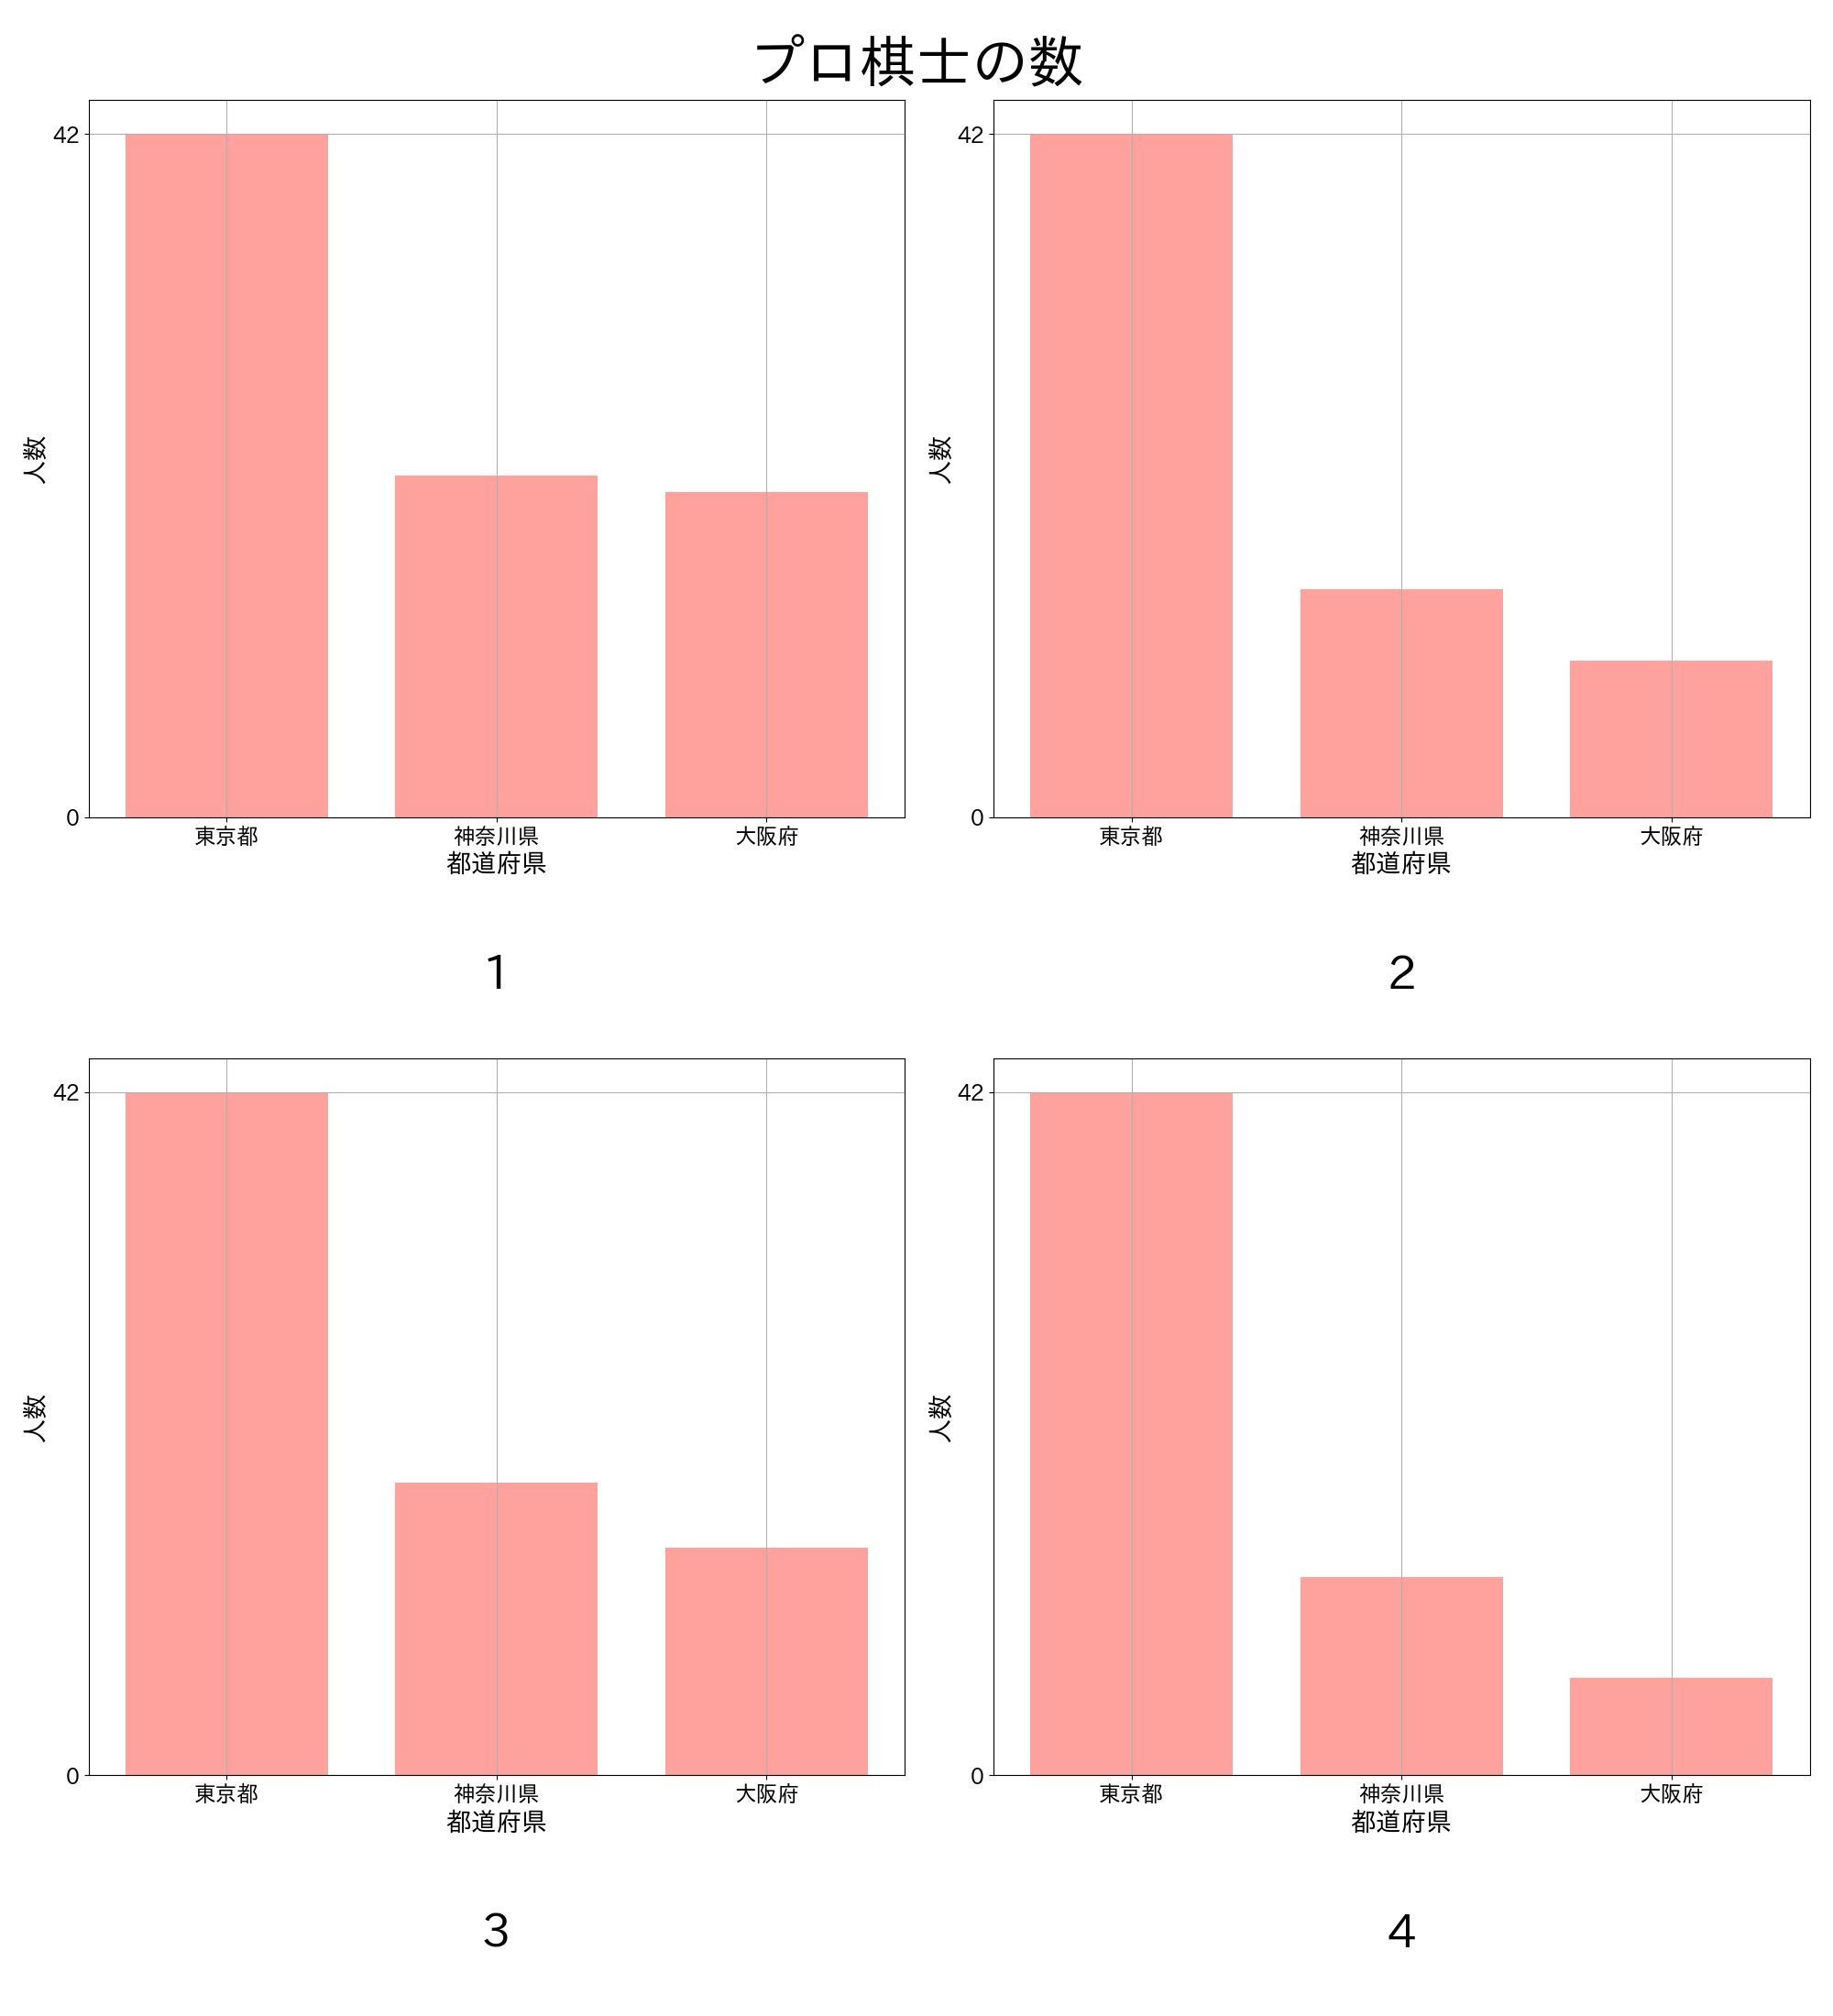 プロ棋士の数
42
人数
0
東京都 神奈川県 大阪府
都道府県
1
42
人数
0
東京都 神奈川県 大阪府
都道府県
2
42
人数
0
東京都 神奈川県 大阪府
都道府県
3
42
人数
0
東京都 神奈川県 大阪府
都道府県
4